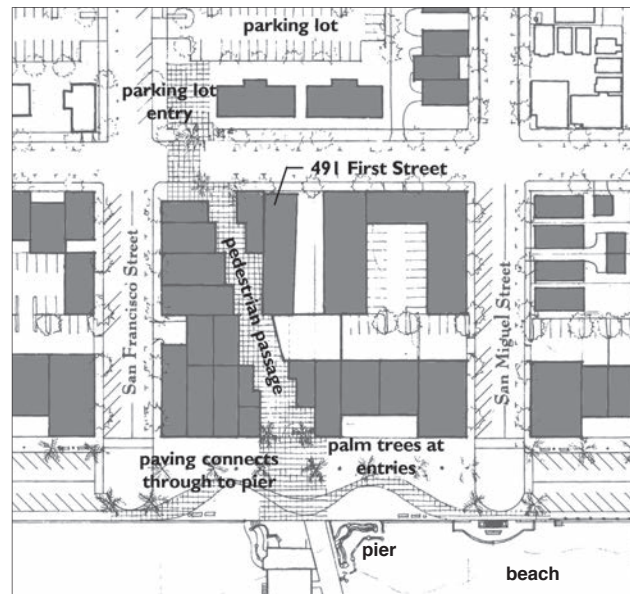 parking lot
parking lot
entry
491 First Street
pedestrian passage
San Francisco Street
San Miguel Street
paving connects
through to pier
palm trees at
entries
pier
beach